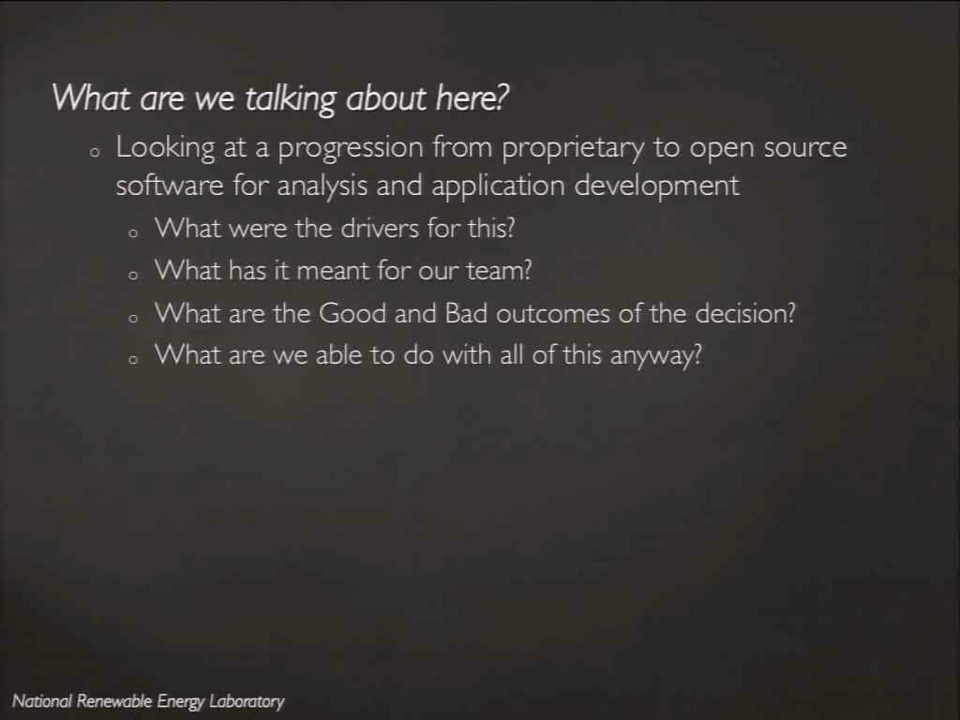 What are we talking about here?
Looking at a progression from proprietary to open source
software for analysis and application development
What were the drivers for this?
What has it meant for our team?
What are the Good and Bad outcomes of the decision?
What are we able to do with all of this anyway?
National Renewable Energy Laboratory